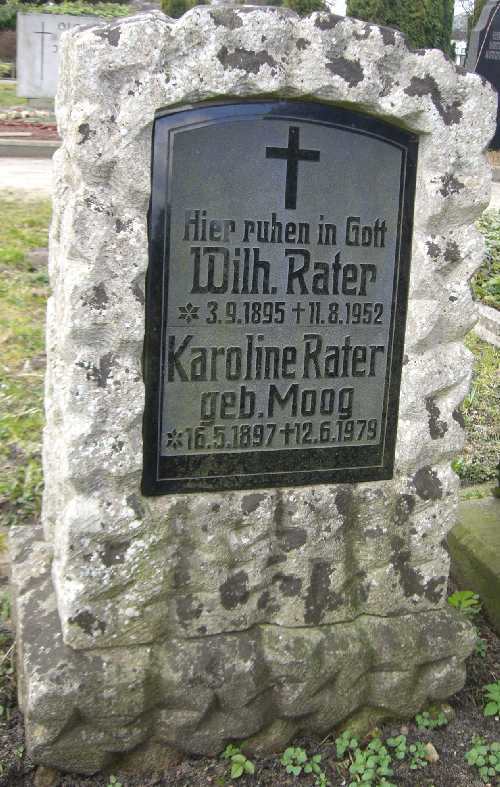 Hier ruhen in Gott
Wilh. Rater
* 3.9.1895 † 11.8.1952
Karoline Rater
geb. Moog
* 16.5.1897 † 12.6.1979